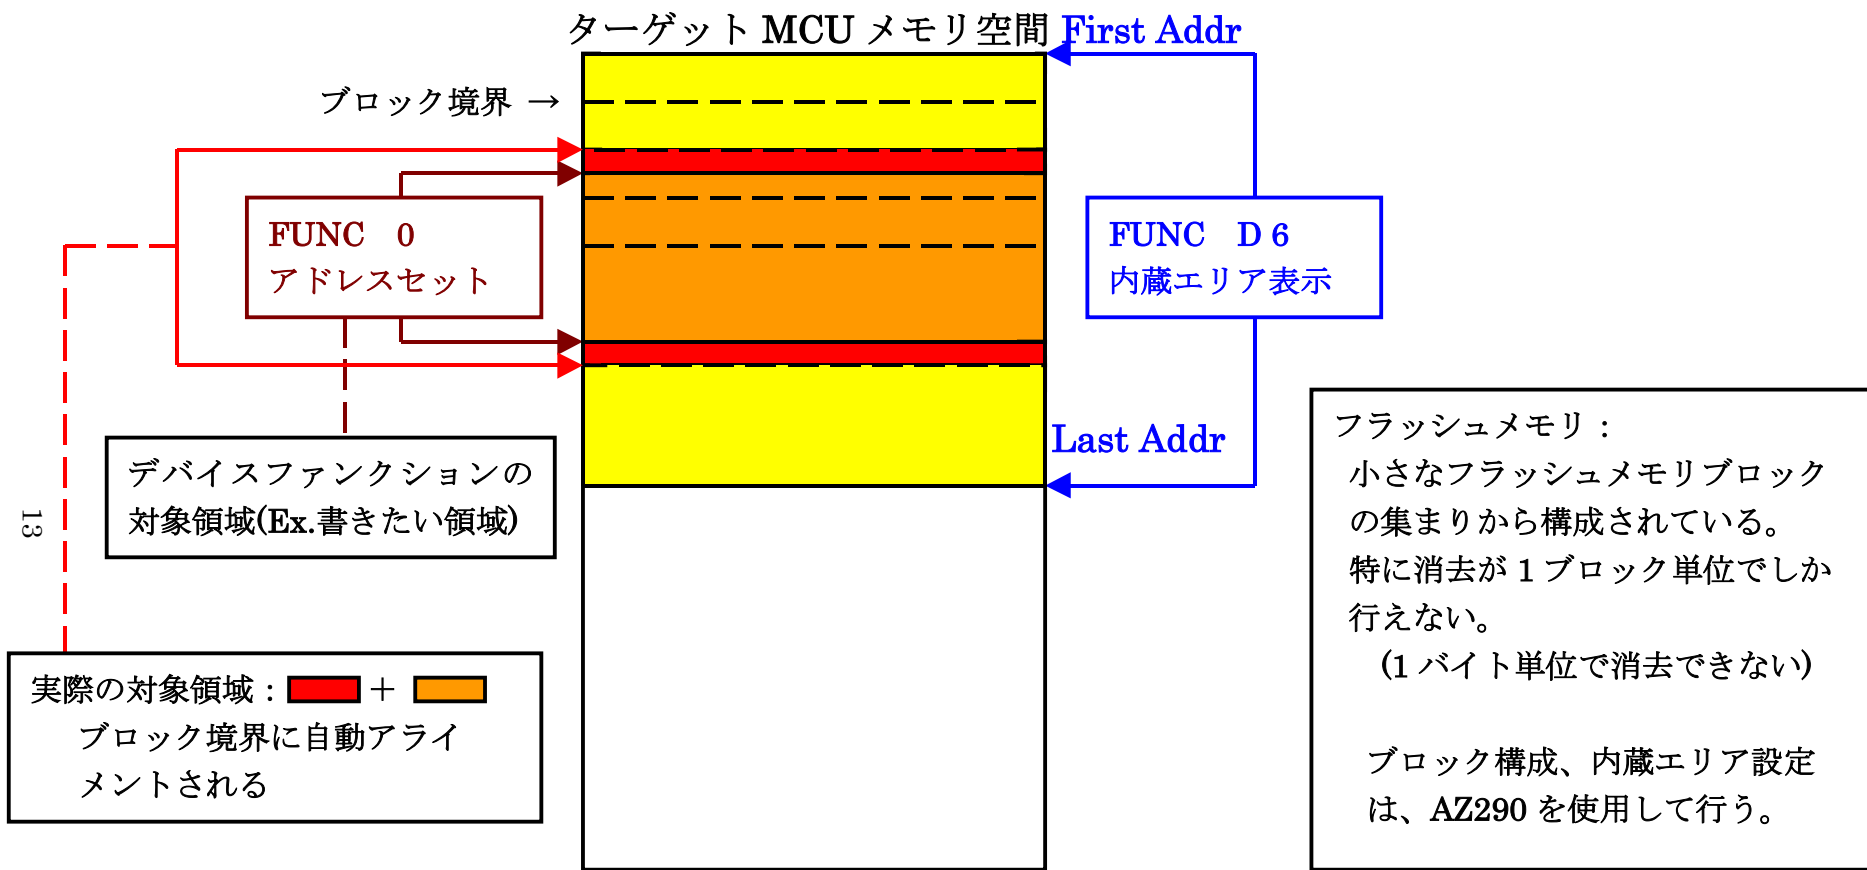 ターゲット MCU メモリ空間 First Addr
ブロック境界 →
FUNC 0
アドレスセット
FUNC D 6
内蔵エリア表示
Last Addr
デバイスファンクションの
対象領域(Ex.書きたい領域)
13
実際の対象領域: +
ブロック境界に自動アライ
メントされる
フラッシュメモリ:
小さなフラッシュメモリブロック
の集まりから構成されている。
特に消去が 1 ブロック単位でしか
行えない。
(1 バイト単位で消去できない)
ブロック構成、内蔵エリア設定
は、AZ290 を使用して行う。